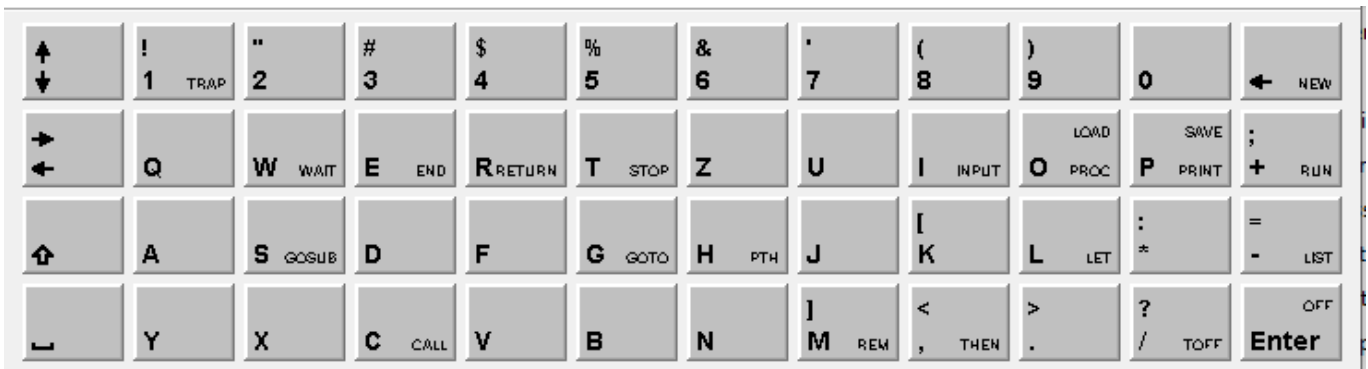 ! " # $ % & ' ( )
1 TRAP 2 3 4 5 6 7 8 9 0 NEW
LOAD SAVE ;
Q W WAIT E END R RETURN T STOP Z U I INPUT O PROC P PRINT + RUN
[ : =
A S GOSUB D F G GOTO H PTH J K L LET * - LIST
] < > ? OFF
Y X C CALL V B N M REM , THEN . / TOFF Enter